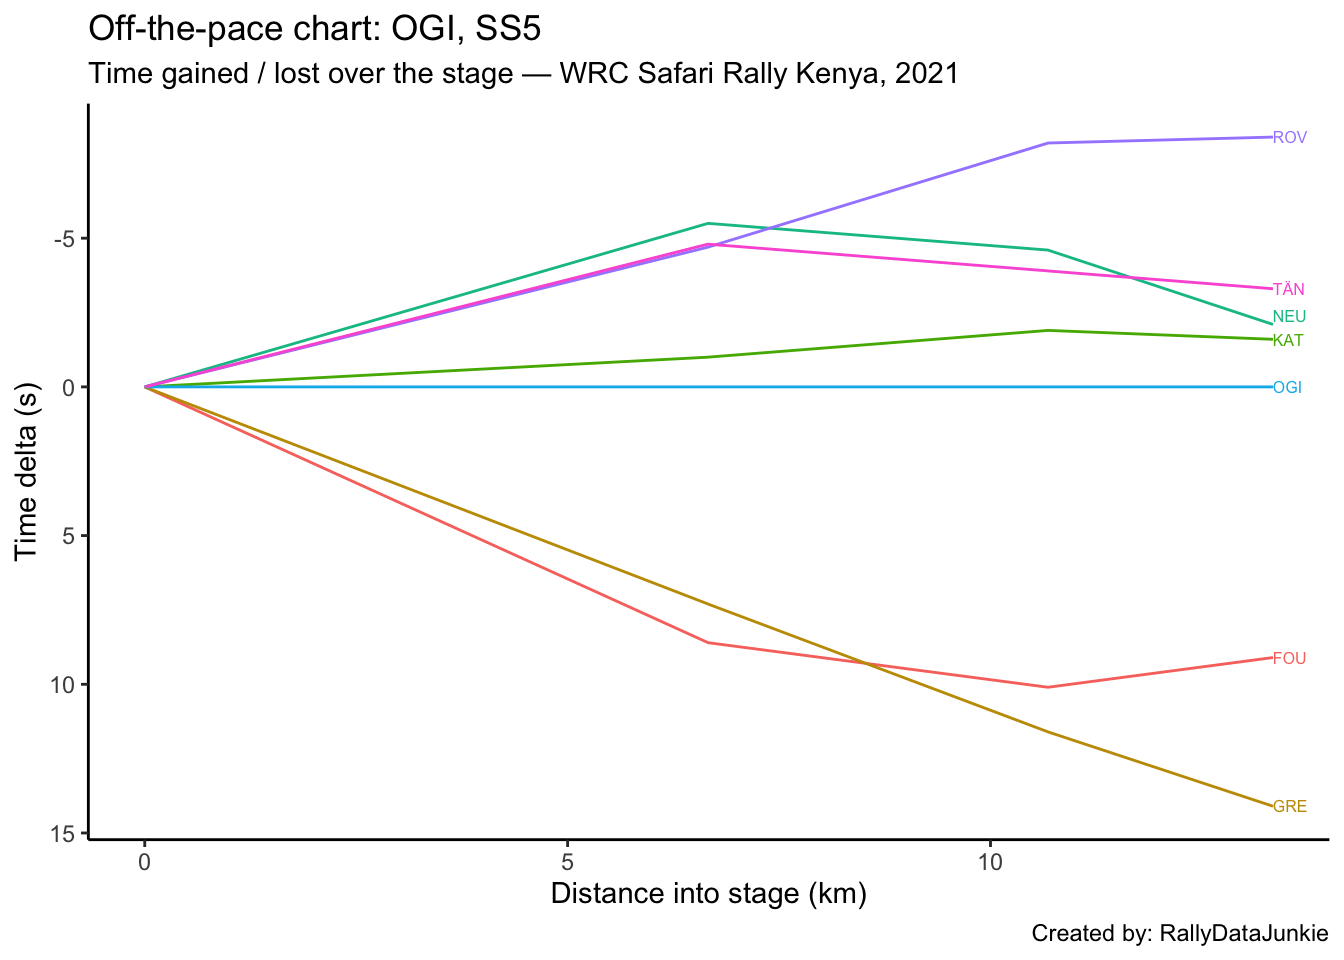 Off-the-pace chart: OGI, SS5
Time gained / lost over the stage — WRC Safari Rally Kenya, 2021
ROV
-5
TÄN
NEU
KAT
0
OGI
Time delta (s)
5
FOU
10
GRE
15
0 5 10
Distance into stage (km)
Created by: RallyDataJunkie